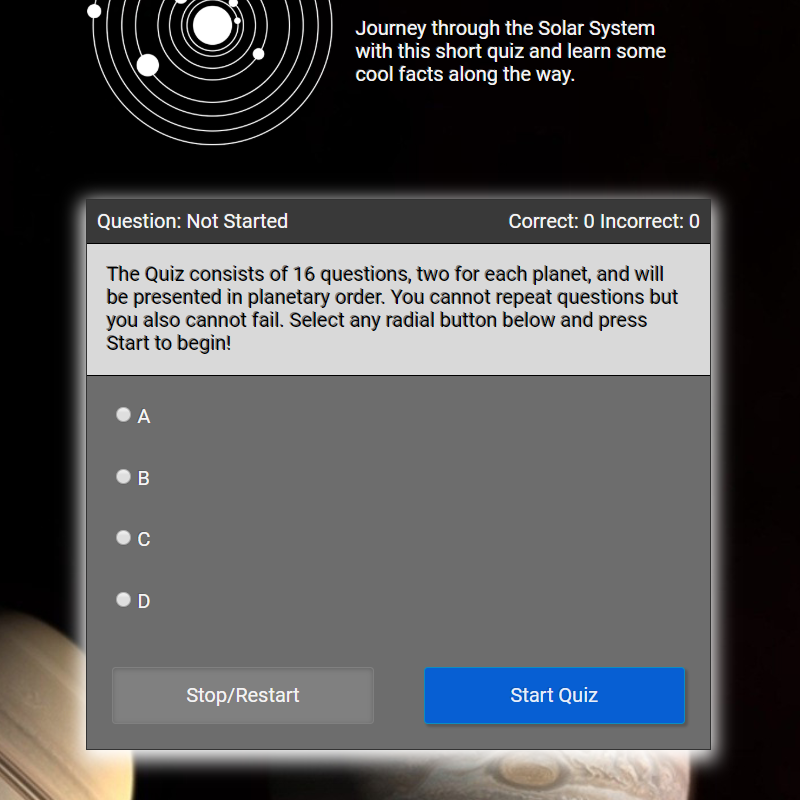 Journey through the Solar System
with this short quiz and learn some
cool facts along the way.
Question: Not Started
Correct: 0 Incorrect: 0
The Quiz consists of 16 questions, two for each planet, and will
be presented in planetary order. You cannot repeat questions but
you also cannot fail. Select any radial button below and press
Start to begin!
A
B
C
D
Stop/Restart
Start Quiz